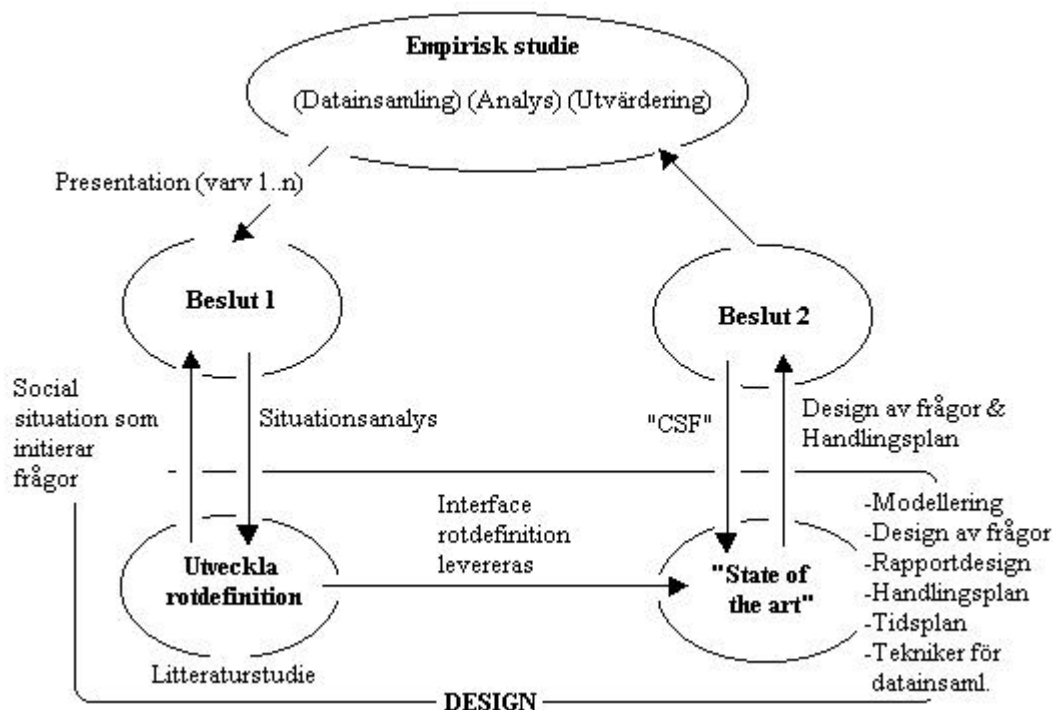 Empirisk studie
(Datainsamling) (Analys) (Utvärdering)
Presentation (varv 1..n)
Beslut 1
Beslut 2
Social
situation som
initierar
frågor
Situationsanalys
"CSF"
Design av frågor &
Handlingsplan
Interface
rotdefinition
levereras
Utveckla
rotdefinition
"State of
the art"
-Modellering
-Design av frågor
-Rapportdesign
-Handlingsplan
-Tidsplan
-Tekniker för
datainsaml.
Litteraturstudie
DESIGN